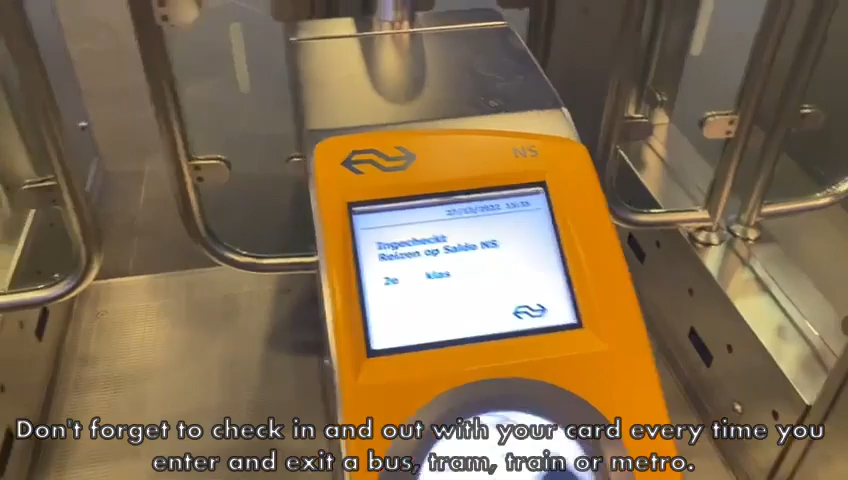 NS
Ingecheckt
Reizen op Saldo NS
2e klas
Don't forget to check in and out with your card every time you
enter and exit a bus, tram, train or metro.